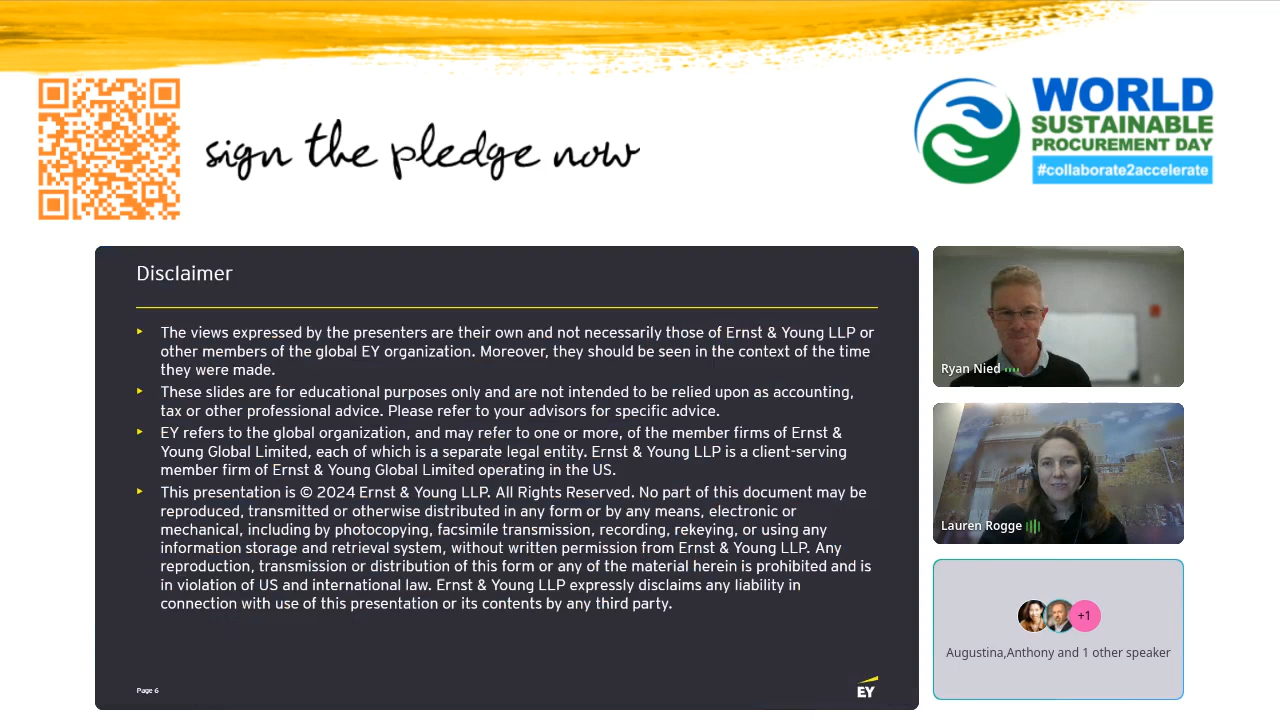 sign the pledge now
WORLD
SUSTAINABLE
PROCUREMENT DAY
#collaborate2accelerate
Disclaimer
The views expressed by the presenters are their own and not necessarily those of Ernst & Young LLP or
other members of the global EY organization. Moreover, they should be seen in the context of the time
they were made.
These slides are for educational purposes only and are not intended to be relied upon as accounting,
tax or other professional advice. Please refer to your advisors for specific advice.
EY refers to the global organization, and may refer to one or more, of the member firms of Ernst &
Young Global Limited, each of which is a separate legal entity. Ernst & Young LLP is a client-serving
member firm of Ernst & Young Global Limited operating in the US.
This presentation is © 2024 Ernst & Young LLP. All Rights Reserved. No part of this document may be
reproduced, transmitted or otherwise distributed in any form or by any means, electronic or
mechanical, including by photocopying, facsimile transmission, recording, rekeying, or using any
information storage and retrieval system, without written permission from Ernst & Young LLP. Any
reproduction, transmission or distribution of this form or any of the material herein is prohibited and is
in violation of US and international law. Ernst & Young LLP expressly disclaims any liability in
connection with use of this presentation or its contents by any third party.
Page 6
EY
Ryan Nied
Lauren Rogge
+1
Augustina,Anthony and 1 other speaker